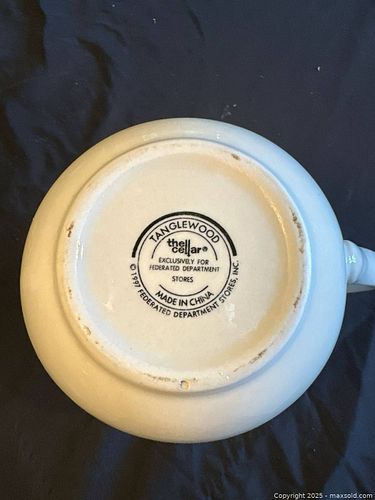 TANGLEWOOD
the
cellar®
EXCLUSIVELY FOR
FEDERATED DEPARTMENT
STORES
MADE IN CHINA
© 1997 FEDERATED DEPARTMENT STORES, INC.
Copyright 2025 - maxsold.com